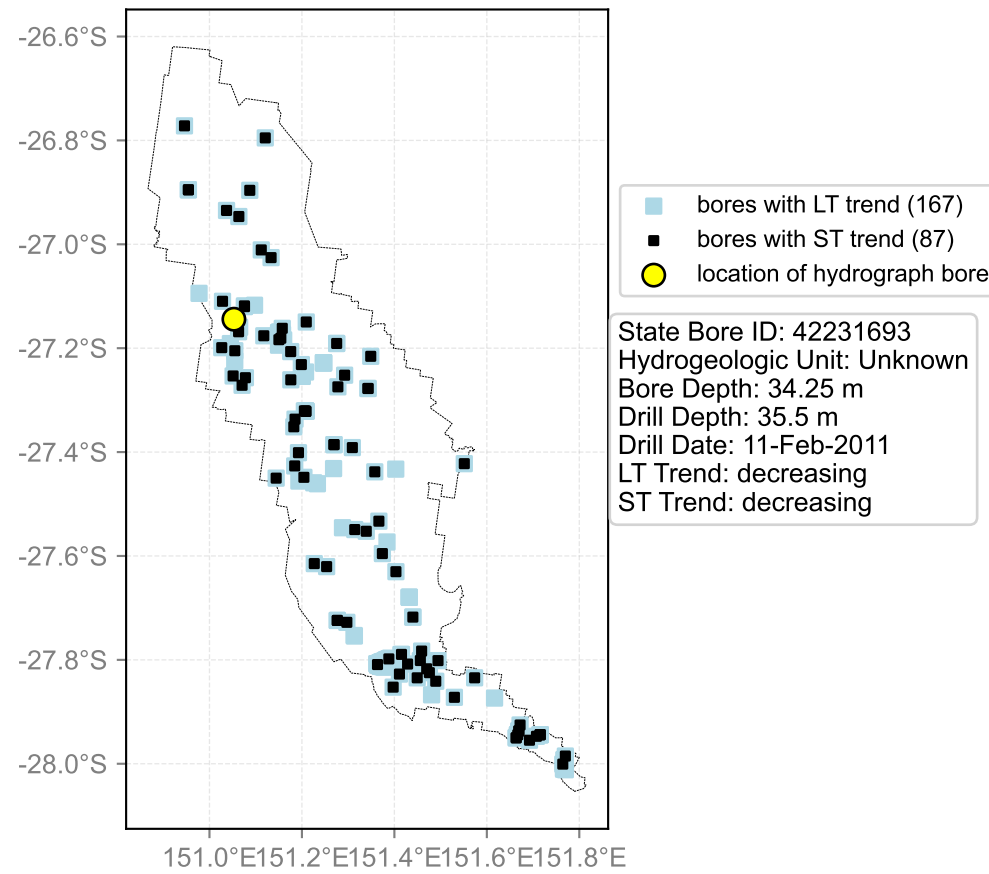 -26.6°S
-26.8°S
-27.0°S
-27.2°S
-27.4°S
-27.6°S
-27.8°S
-28.0°S
151.0°E151.2°E151.4°E151.6°E151.8°E
bores with LT trend (167)
bores with ST trend (87)
location of hydrograph bore
State Bore ID: 42231693
Hydrogeologic Unit: Unknown
Bore Depth: 34.25 m
Drill Depth: 35.5 m
Drill Date: 11-Feb-2011
LT Trend: decreasing
ST Trend: decreasing